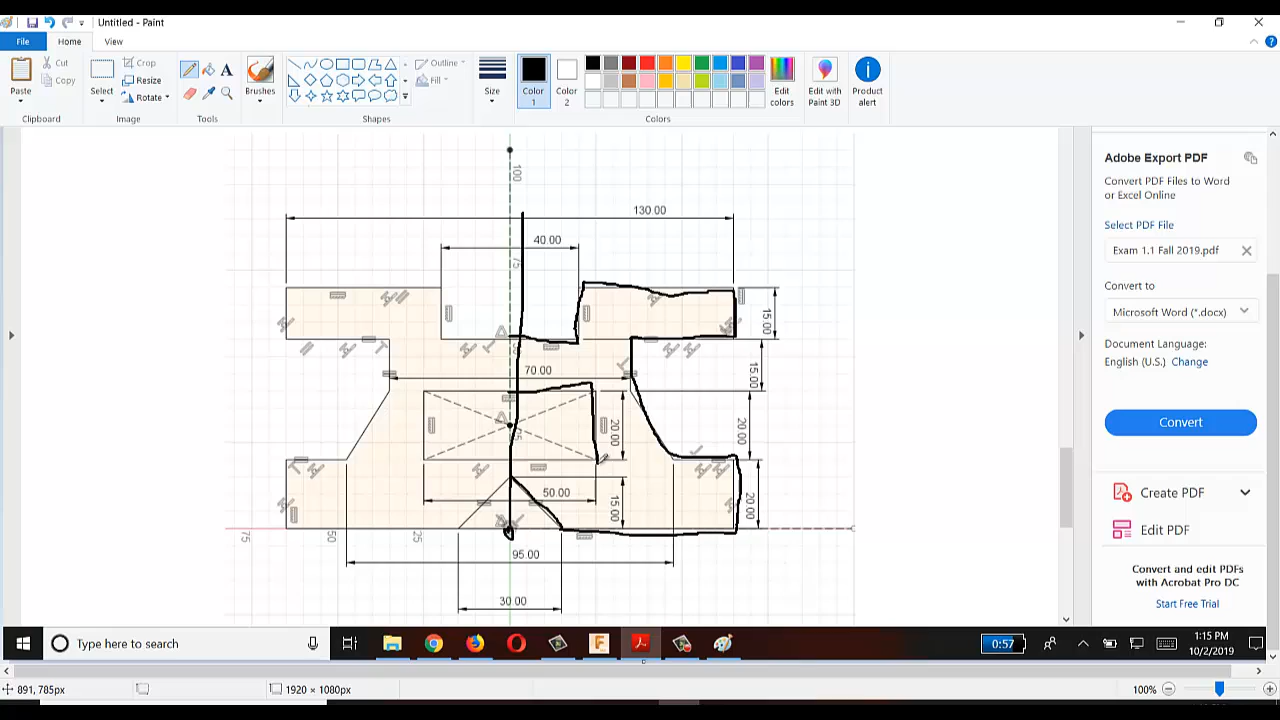 Untitled - Paint
File
Home
View
Paste
Cut
Copy
Clipboard
Select
Crop
Resize
Rotate
Image
Tools
Brushes
Shapes
Outline
Fill
Size
Color 1
Color 2
Colors
Edit colors
Edit with Paint 3D
Product alert
100
130.00
40.00
75
15.00
70.00
15.00
20.00
20.00
50.00
15.00
20.00
75
50
25
95.00
30.00
Adobe Export PDF
Convert PDF Files to Word
or Excel Online
Select PDF File
Exam 1.1 Fall 2019.pdf
Convert to
Microsoft Word (*.docx)
Document Language:
English (U.S.) Change
Convert
Create PDF
Edit PDF
Convert and edit PDFs
with Acrobat Pro DC
Start Free Trial
Type here to search
0:57
1:15 PM
10/2/2019
891, 785px
1920 × 1080px
100%